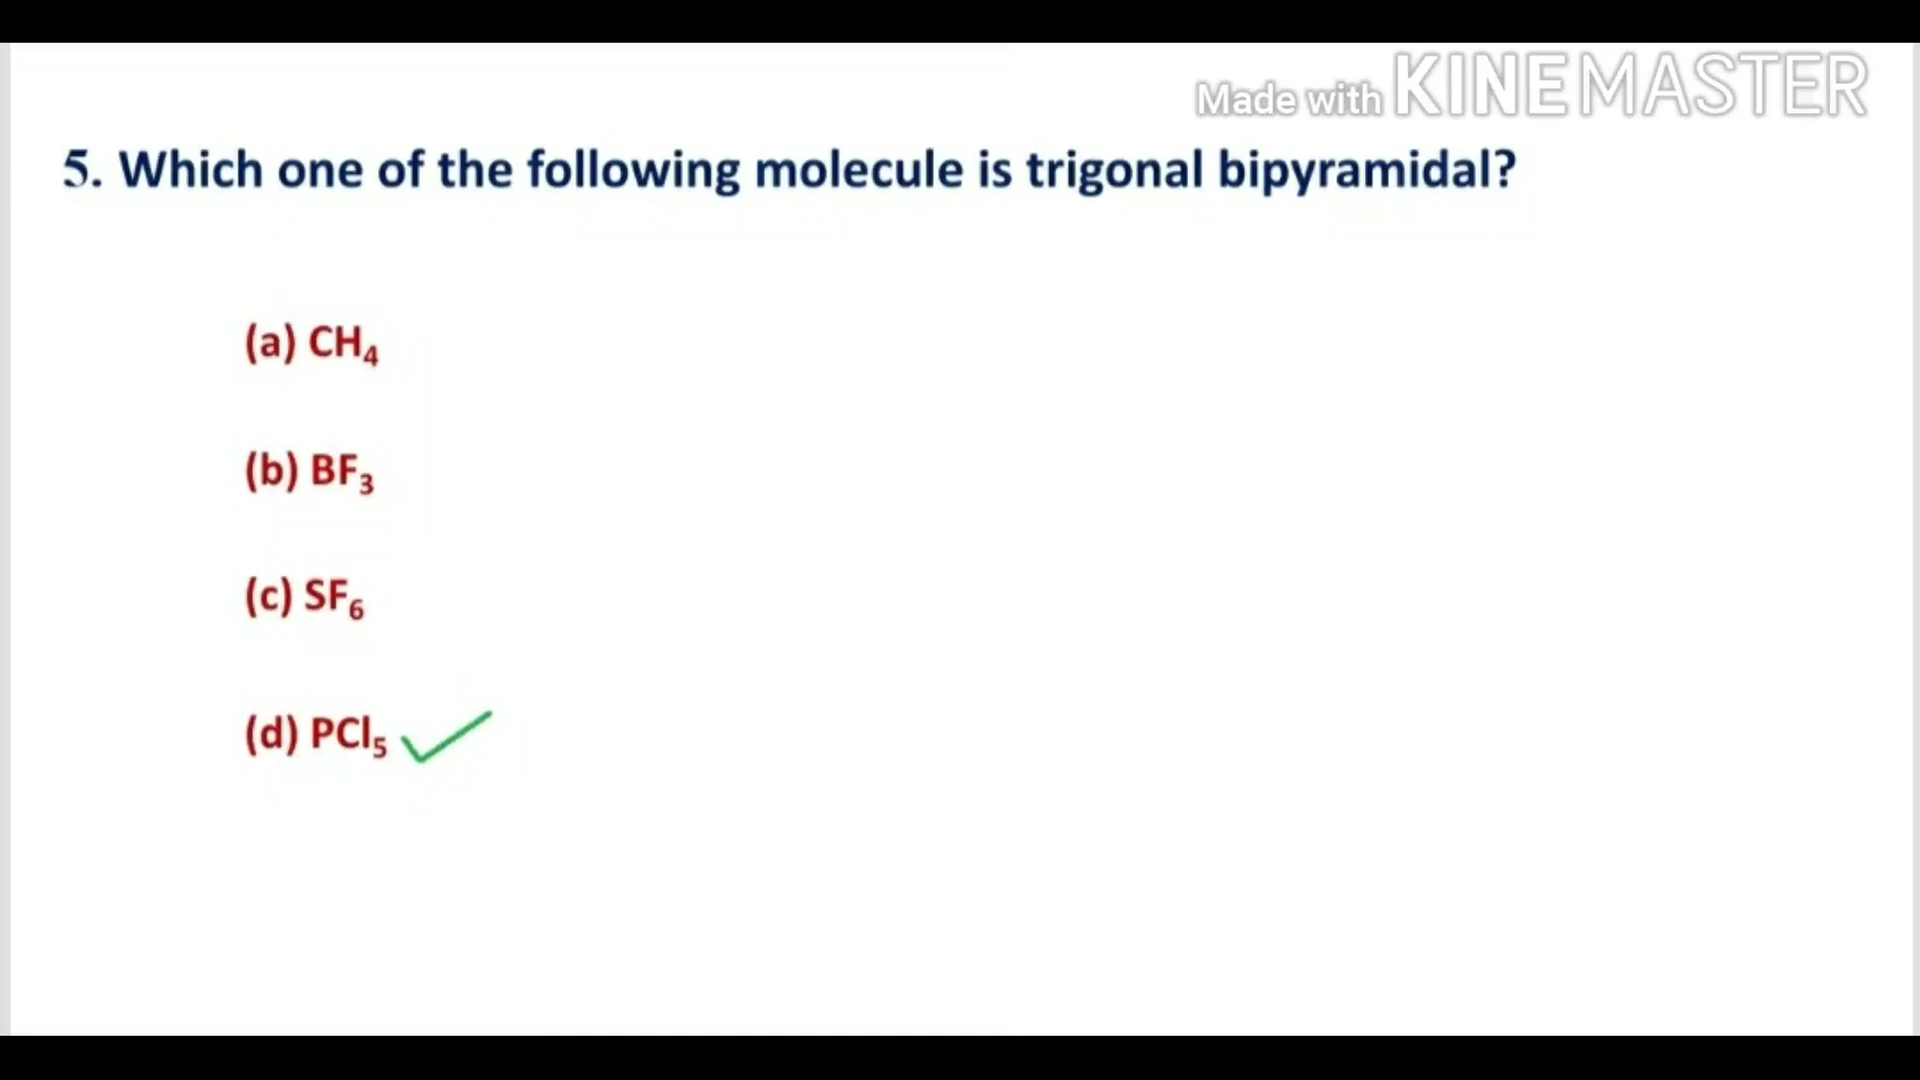 Made with KINEMASTER
5. Which one of the following molecule is trigonal bipyramidal?
(a) CH₄
(b) BF₃
(c) SF₆
(d) PCl₅